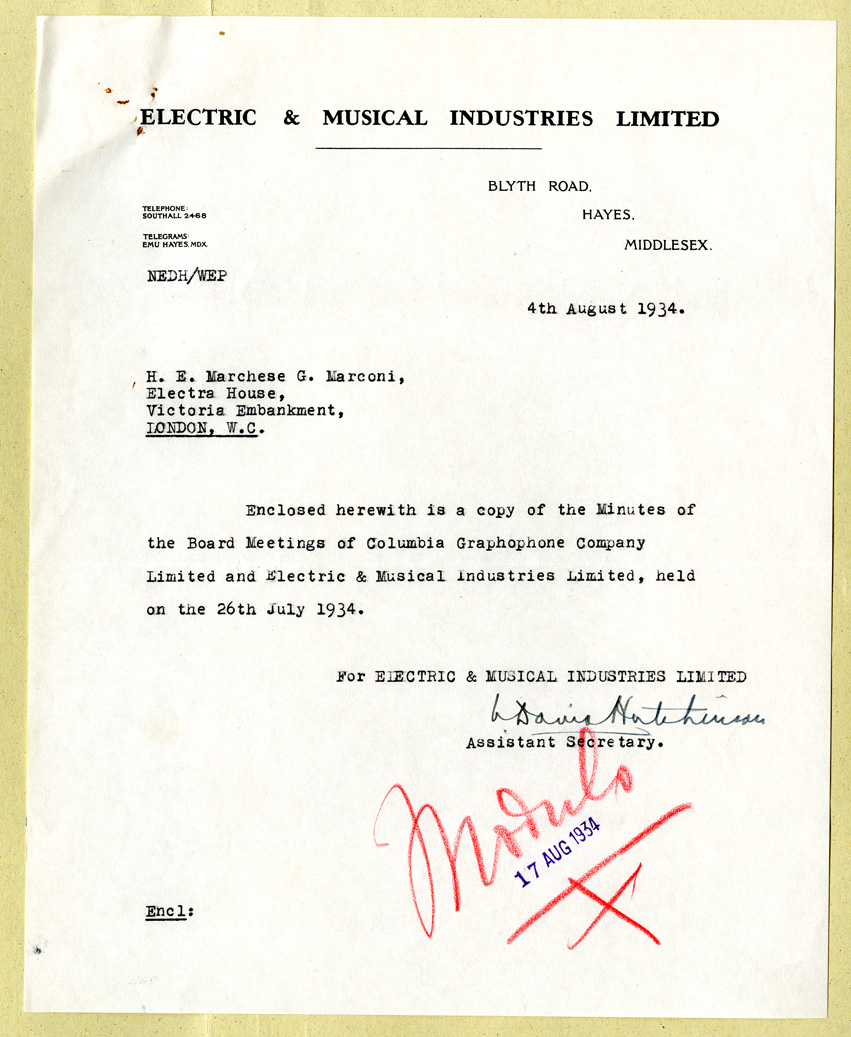 ELECTRIC & MUSICAL INDUSTRIES LIMITED
BLYTH ROAD,
HAYES,
MIDDLESEX.
TELEPHONE:
SOUTHALL 2468
TELEGRAMS:
EMU HAYES, MDX.
NEDH/WEP
4th August 1934.
H. E. Marchese G. Marconi,
Electra House,
Victoria Embankment,
LONDON, W.C.
Enclosed herewith is a copy of the Minutes of
the Board Meetings of Columbia Graphophone Company
Limited and Electric & Musical Industries Limited, held
on the 26th July 1934.
For ELECTRIC & MUSICAL INDUSTRIES LIMITED
Davis Hutchinson
Assistant Secretary.
Modulo
17 AUG 1934
X
Encl: